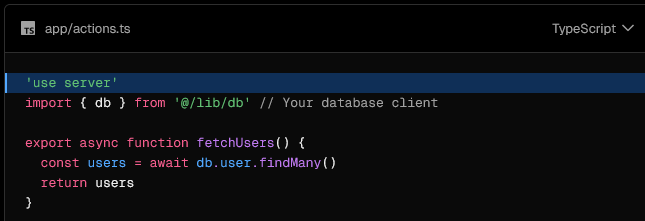 TS app/actions.ts TypeScript
'use server'
import { db } from '@/lib/db' // Your database client
export async function fetchUsers() {
  const users = await db.user.findMany()
  return users
}